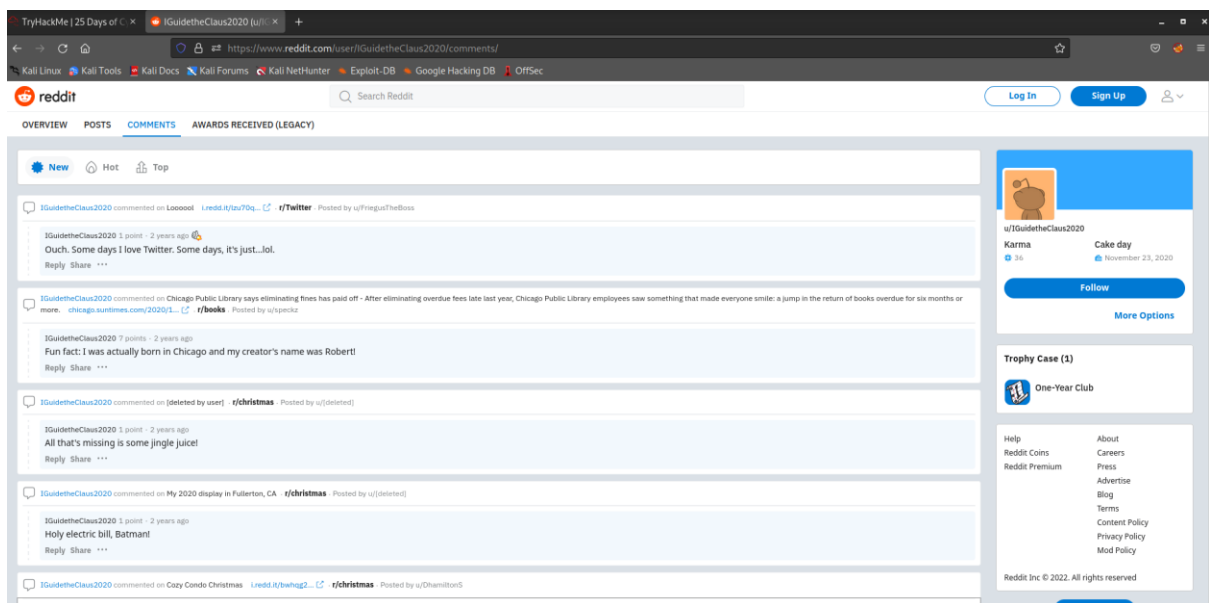 TryHackMe | 25 Days of C
IGuidetheClaus2020 (u/IG
https://www.reddit.com/user/IGuidetheClaus2020/comments/
Kali Linux Kali Tools Kali Docs Kali Forums Kali NetHunter Exploit-DB Google Hacking DB OffSec
reddit Search Reddit Log In Sign Up
OVERVIEW POSTS COMMENTS AWARDS RECEIVED (LEGACY)
New Hot Top
IGuidetheClaus2020 commented on Loooool i.redd.it/lzu70q... · r/Twitter · Posted by u/FriegusTheBoss
IGuidetheClaus2020 1 point · 2 years ago
Ouch. Some days I love Twitter. Some days, it's just...lol.
Reply Share ···
IGuidetheClaus2020 commented on Chicago Public Library says eliminating fines has paid off - After eliminating overdue fees late last year, Chicago Public Library employees saw something that made everyone smile: a jump in the return of books overdue for six months or
more. chicago.suntimes.com/2020/1... · r/books · Posted by u/speckz
IGuidetheClaus2020 7 points · 2 years ago
Fun fact: I was actually born in Chicago and my creator's name was Robert!
Reply Share ···
IGuidetheClaus2020 commented on [deleted by user] · r/christmas · Posted by u/[deleted]
IGuidetheClaus2020 1 point · 2 years ago
All that's missing is some jingle juice!
Reply Share ···
IGuidetheClaus2020 commented on My 2020 display in Fullerton, CA · r/christmas · Posted by u/[deleted]
IGuidetheClaus2020 1 point · 2 years ago
Holy electric bill, Batman!
Reply Share ···
IGuidetheClaus2020 commented on Cozy Condo Christmas i.redd.it/bwhqg2... · r/christmas · Posted by u/DhamiltonS
u/IGuidetheClaus2020
Karma Cake day
36 November 23, 2020
Follow
More Options
Trophy Case (1)
One-Year Club
Help About
Reddit Coins Careers
Reddit Premium Press
Advertise
Blog
Terms
Content Policy
Privacy Policy
Mod Policy
Reddit Inc © 2022. All rights reserved